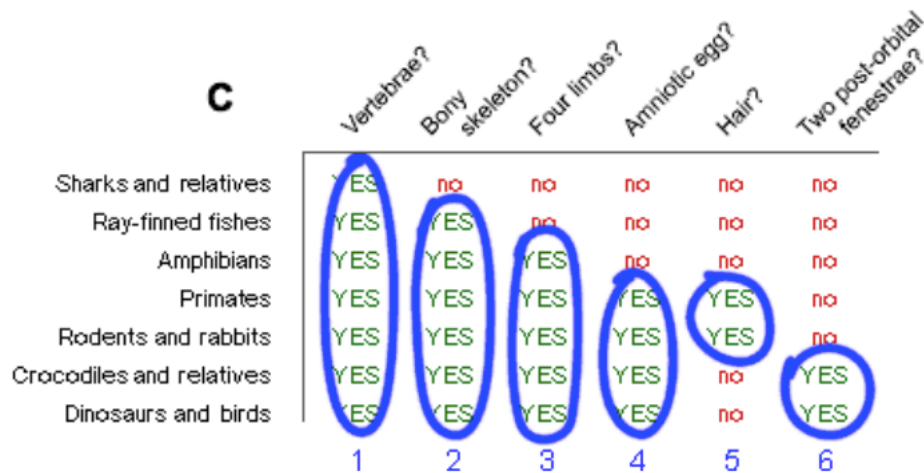 C
Vertebrae?
Bony
skeleton?
Four limbs?
Amniotic egg?
Hair?
Two post-orbital
fenestrae?
Sharks and relatives YES no no no no no
Ray-finned fishes YES YES no no no no
Amphibians YES YES YES no no no
Primates YES YES YES YES YES no
Rodents and rabbits YES YES YES YES YES no
Crocodiles and relatives YES YES YES YES no YES
Dinosaurs and birds YES YES YES YES no YES
1 2 3 4 5 6